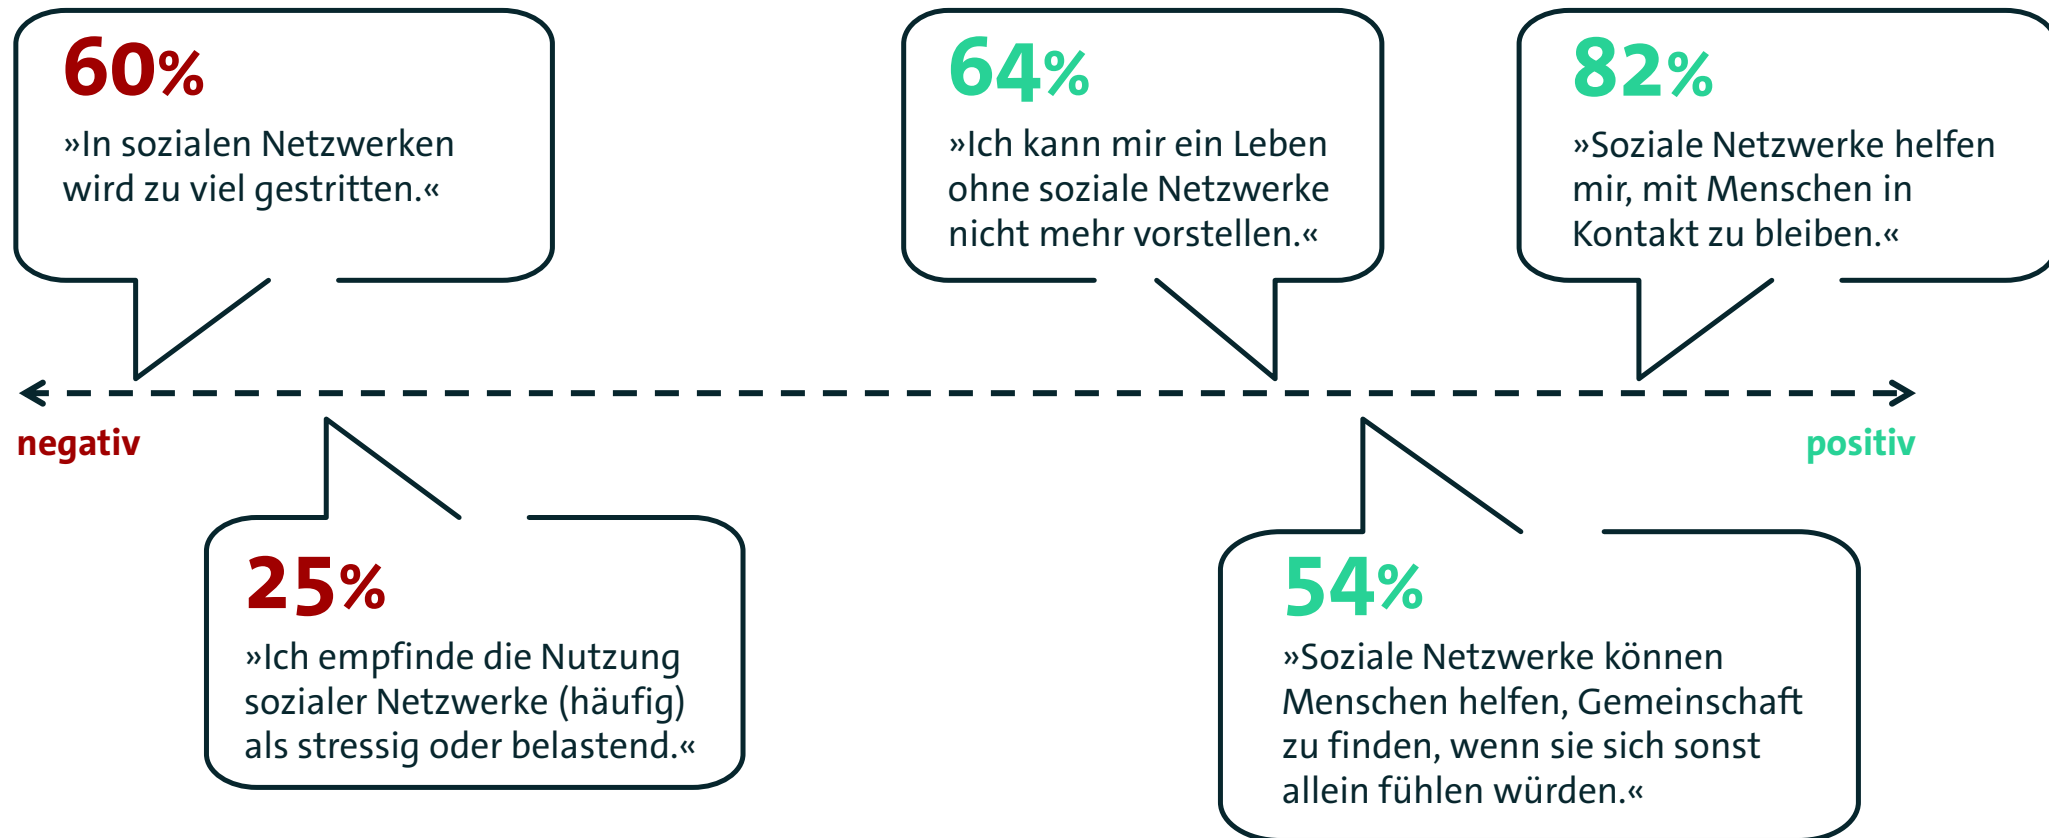 60%
»In sozialen Netzwerken
wird zu viel gestritten.«
64%
»Ich kann mir ein Leben
ohne soziale Netzwerke
nicht mehr vorstellen.«
82%
»Soziale Netzwerke helfen
mir, mit Menschen in
Kontakt zu bleiben.«
negativ
positiv
25%
»Ich empfinde die Nutzung
sozialer Netzwerke (häufig)
als stressig oder belastend.«
54%
»Soziale Netzwerke können
Menschen helfen, Gemeinschaft
zu finden, wenn sie sich sonst
allein fühlen würden.«